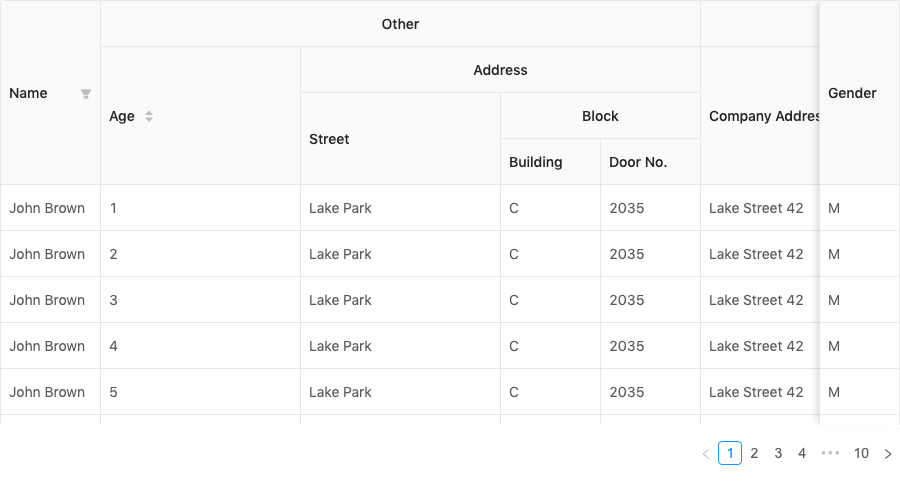 Other
Address
Name
Gender
Age
Company Addres
Block
Street
Building Door No.
John Brown 1 Lake Park C 2035 Lake Street 42 M
John Brown 2 Lake Park C 2035 Lake Street 42 M
John Brown 3 Lake Park C 2035 Lake Street 42 M
John Brown 4 Lake Park C 2035 Lake Street 42 M
John Brown 5 Lake Park C 2035 Lake Street 42 M
1 2 3 4 ••• 10